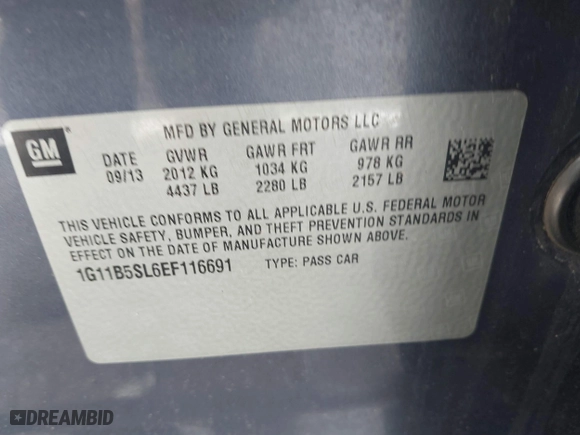 GM
MFD BY GENERAL MOTORS LLC
DATE GVWR GAWR FRT GAWR RR
09/13 2012 KG 1034 KG 978 KG
4437 LB 2280 LB 2157 LB
THIS VEHICLE CONFORMS TO ALL APPLICABLE U.S. FEDERAL MOTOR
VEHICLE SAFETY, BUMPER, AND THEFT PREVENTION STANDARDS IN
EFFECT ON THE DATE OF MANUFACTURE SHOWN ABOVE.
1G11B5SL6EF116691 TYPE: PASS CAR
DREAMBID